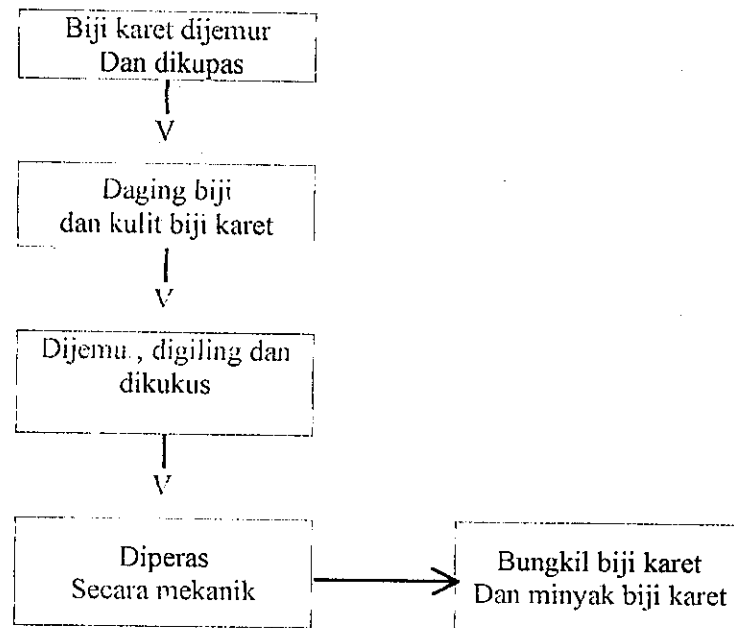 Biji karet dijemur
Dan dikupas
V
Daging biji
dan kulit biji karet
V
Dijemu , digiling dan
dikukus
V
Diperas
Secara mekanik
Bungkil biji karet
Dan minyak biji karet